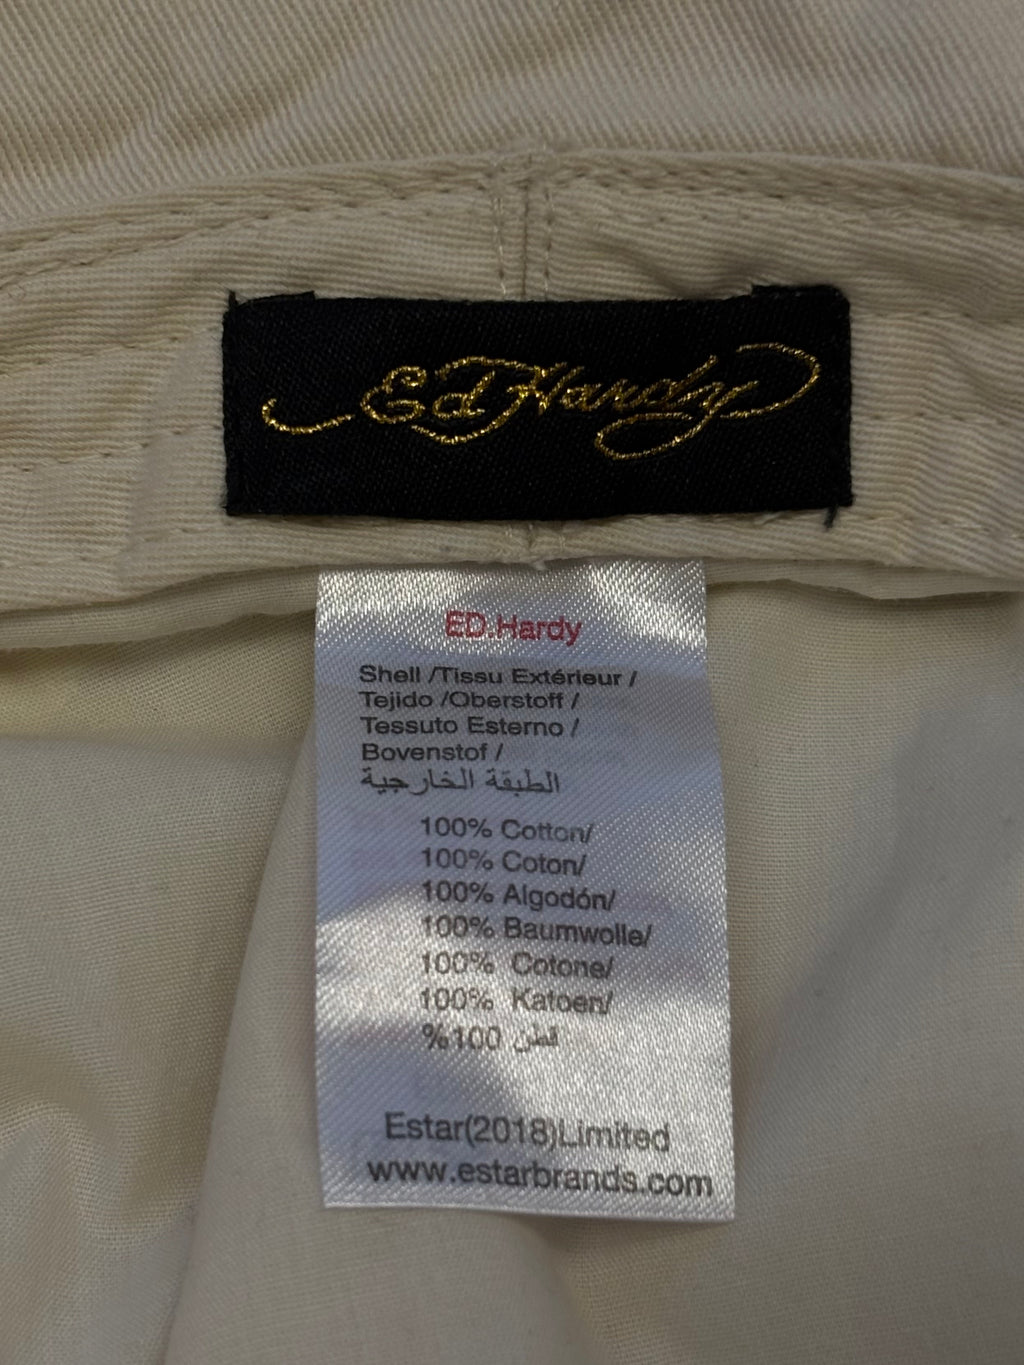 Ed Hardy
ED.Hardy
Shell /Tissu Extérieur /
Tejido /Oberstoff /
Tessuto Esterno /
Bovenstof /
الطبقة الخارجية
100% Cotton/
100% Coton/
100% Algodón/
100% Baumwolle/
100% Cotone/
100% Katoen/
%100 قطن
Estar(2018)Limited
www.estarbrands.com